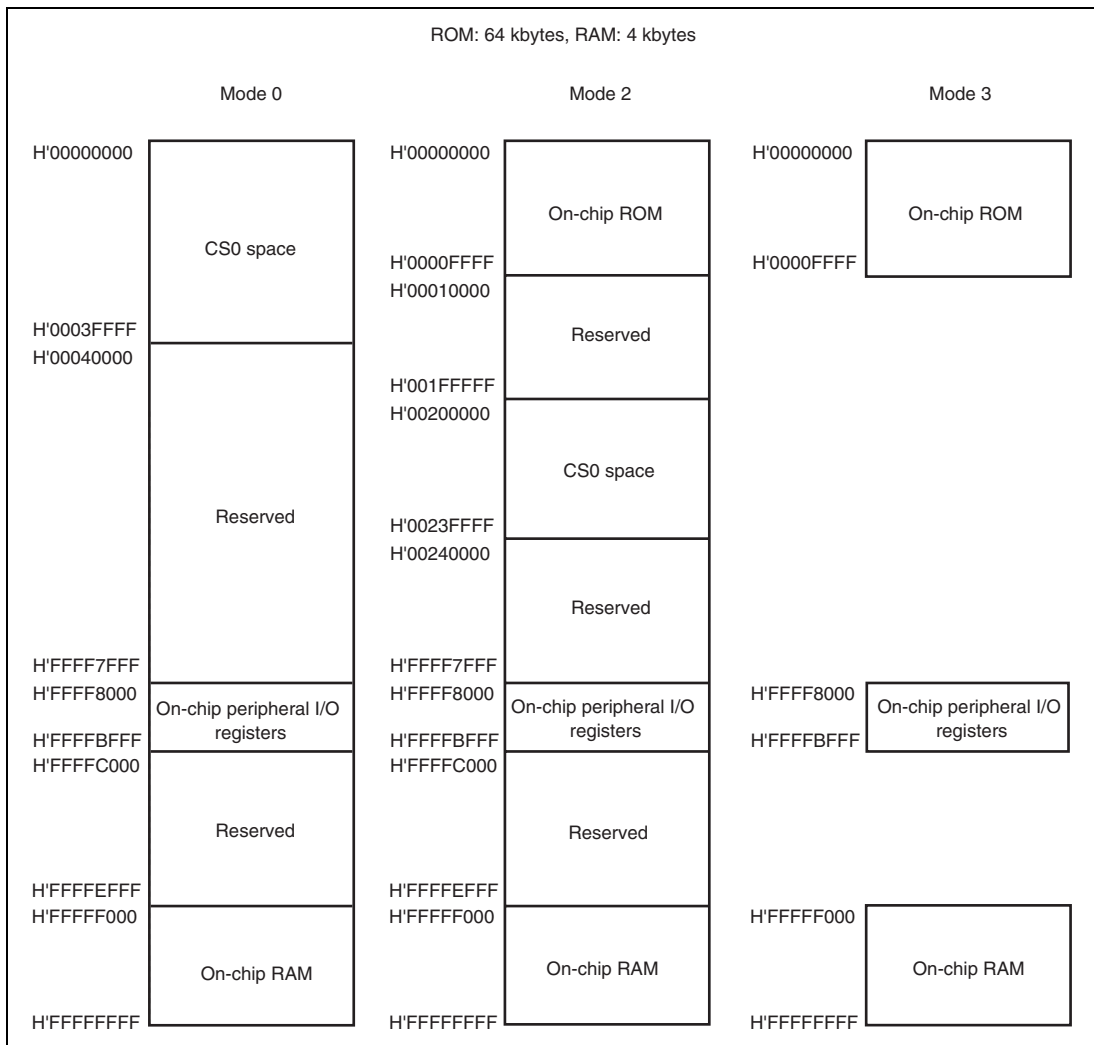 ROM: 64 kbytes, RAM: 4 kbytes
Mode 0
H'00000000
CS0 space
H'0003FFFF
H'00040000
Reserved
H'FFFF7FFF
H'FFFF8000
On-chip peripheral I/O
registers
H'FFFFBFFF
H'FFFFC000
Reserved
H'FFFFEFFF
H'FFFFF000
On-chip RAM
H'FFFFFFFF
Mode 2
H'00000000
On-chip ROM
H'0000FFFF
H'00010000
Reserved
H'001FFFFF
H'00200000
CS0 space
H'0023FFFF
H'00240000
Reserved
H'FFFF7FFF
H'FFFF8000
On-chip peripheral I/O
registers
H'FFFFBFFF
H'FFFFC000
Reserved
H'FFFFEFFF
H'FFFFF000
On-chip RAM
H'FFFFFFFF
Mode 3
H'00000000
On-chip ROM
H'0000FFFF
H'FFFF8000
On-chip peripheral I/O
registers
H'FFFFBFFF
H'FFFFF000
On-chip RAM
H'FFFFFFFF